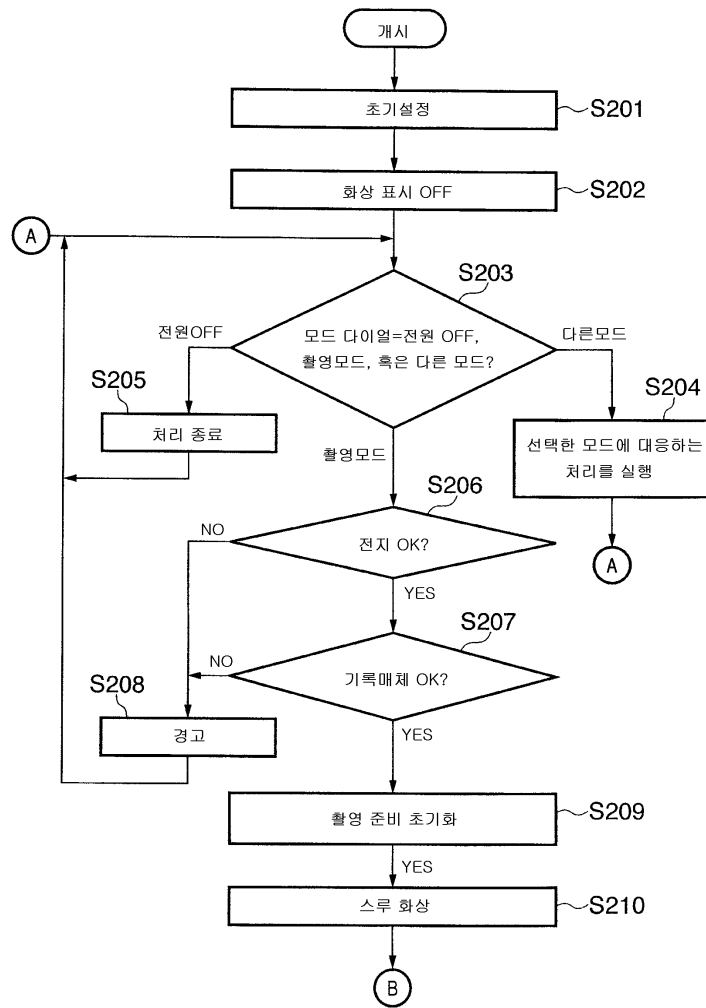 개시
초기설정
S201
화상 표시 OFF
S202
A
S203
모드 다이얼=전원 OFF,
촬영모드, 혹은 다른 모드?
전원OFF
다른모드
S205
처리 종료
S204
선택한 모드에 대응하는
처리를 실행
A
촬영모드
S206
전지 OK?
NO
YES
S207
기록매체 OK?
NO
YES
S208
경고
촬영 준비 초기화
S209
YES
스루 화상
S210
B